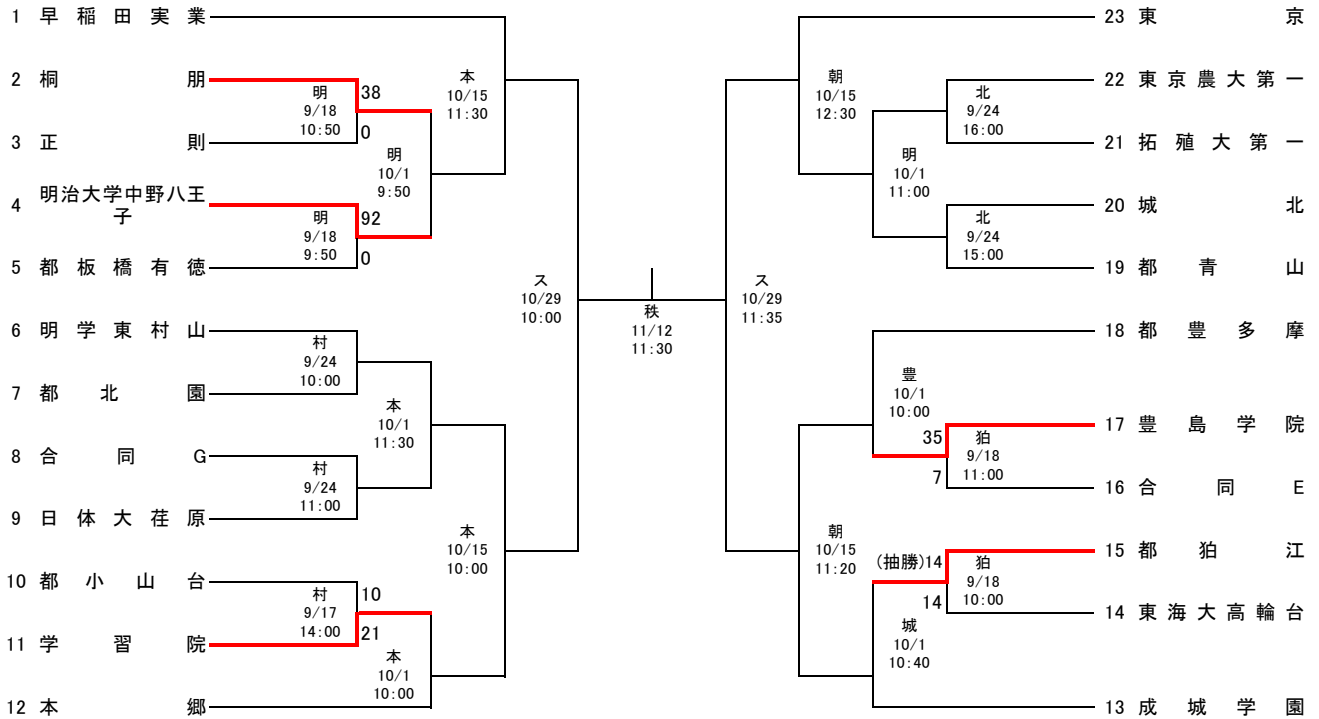 1 早稲田実業
2 桐朋
3 正則
4 明治大学中野八王
子
5 都板橋有徳
6 明学東村山
7 都北園
8 合同G
9 日体大荏原
10 都小山台
11 学習院
12 本郷
明
9/18
10:50
38
0
明
9/18
9:50
92
0
村
9/24
10:00
村
9/24
11:00
村
9/17
14:00
10
21
明
10/1
9:50
本
10/1
11:30
本
10/1
10:00
本
10/15
11:30
本
10/15
10:00
ス
10/29
10:00
秩
11/12
11:30
ス
10/29
11:35
朝
10/15
12:30
朝
10/15
11:20
明
10/1
11:00
豊
10/1
10:00
城
10/1
10:40
北
9/24
16:00
北
9/24
15:00
35
7
狛
9/18
11:00
(抽勝)14
14
狛
9/18
10:00
23 東京
22 東京農大第一
21 拓殖大第一
20 城北
19 都青山
18 都豊多摩
17 豊島学院
16 合同E
15 都狛江
14 東海大高輪台
13 成城学園